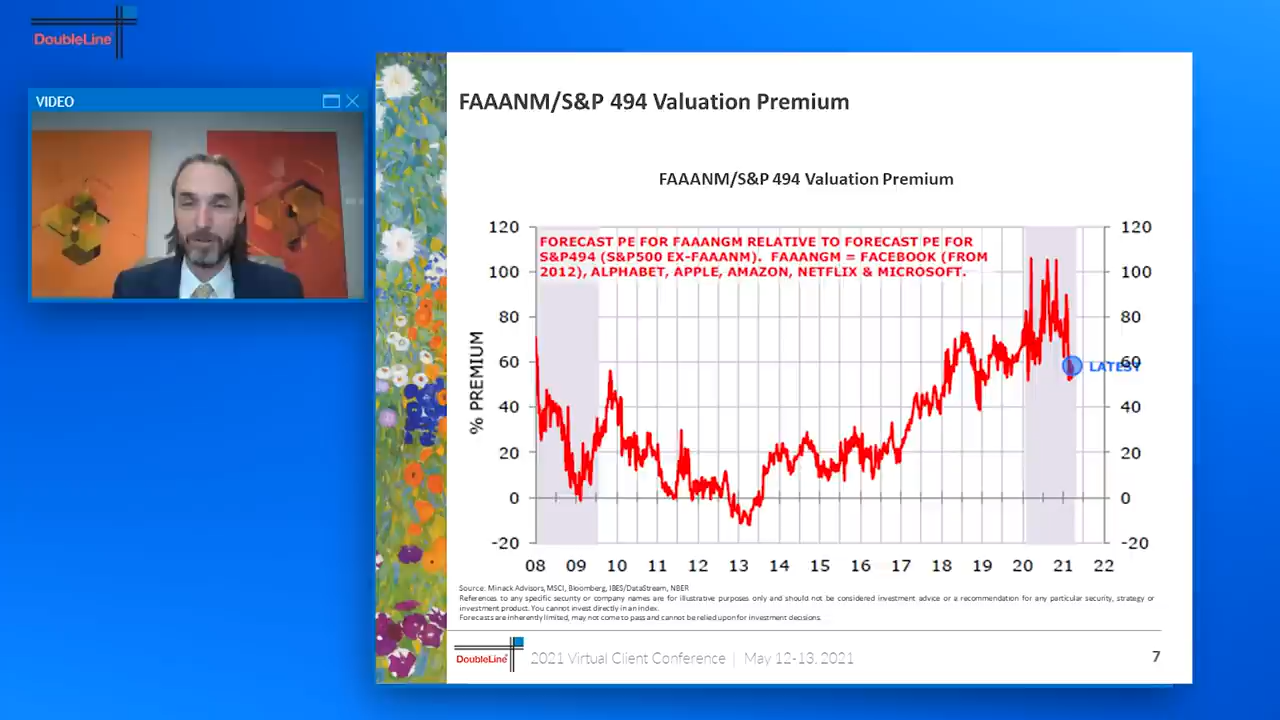 DoubleLine
VIDEO
FAAANM/S&P 494 Valuation Premium
FAAANM/S&P 494 Valuation Premium
120
100
80
60
40
20
0
-20
% PREMIUM
FORECAST PE FOR FAAANGM RELATIVE TO FORECAST PE FOR
S&P494 (S&P500 EX-FAAANM). FAAANGM = FACEBOOK (FROM
2012), ALPHABET, APPLE, AMAZON, NETFLIX & MICROSOFT.
120
100
80
60
LATEST
40
20
0
-20
08 09 10 11 12 13 14 15 16 17 18 19 20 21 22
Source: Minack Advisors, MSCI, Bloomberg, IBES/DataStream, NBER
References to any specific security or company names are for illustrative purposes only and should not be considered investment advice or a recommendation for any particular security, strategy or
investment product. You cannot invest directly in an index.
Forecasts are inherently limited, may not come to pass and cannot be relied upon for investment decisions.
DoubleLine
2021 Virtual Client Conference | May 12-13, 2021
7